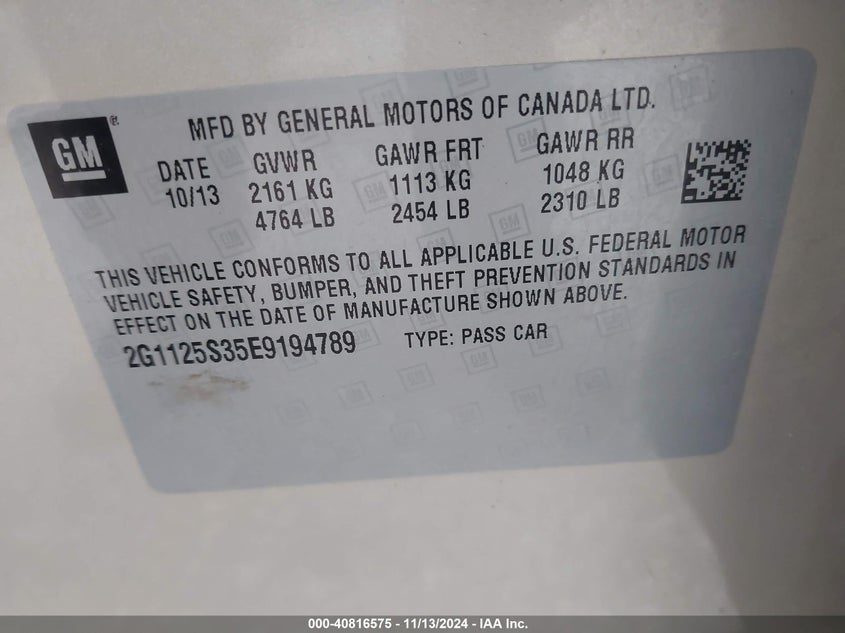 GM ®
MFD BY GENERAL MOTORS OF CANADA LTD.
DATE GVWR GAWR FRT GAWR RR
10/13 2161 KG 1113 KG 1048 KG
4764 LB 2454 LB 2310 LB
THIS VEHICLE CONFORMS TO ALL APPLICABLE U.S. FEDERAL MOTOR
VEHICLE SAFETY, BUMPER, AND THEFT PREVENTION STANDARDS IN
EFFECT ON THE DATE OF MANUFACTURE SHOWN ABOVE.
2G1125S35E9194789 TYPE: PASS CAR
000-40816575 - 11/13/2024 - IAA Inc.